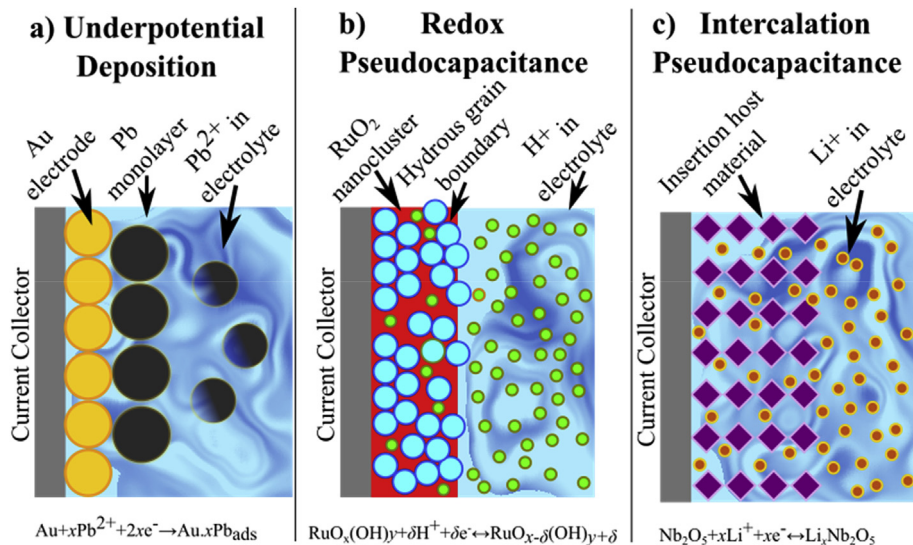 a) Underpotential
Deposition
Au
electrode
Pb
monolayer
Pb²⁺ in
electrolyte
Current Collector
Au+xPb²⁺+2xe⁻→Au.xPb_ads
b) Redox
Pseudocapacitance
RuO₂
nanocluster
Hydrous grain
boundary
H⁺ in
electrolyte
Current Collector
RuOₓ(OH)y+δH⁺+δe⁻↔RuOₓ₋δ(OH)y+δ
c) Intercalation
Pseudocapacitance
Insertion host
material
Li⁺ in
electrolyte
Current Collector
Nb₂O₅+xLi⁺+xe⁻↔LiₓNb₂O₅